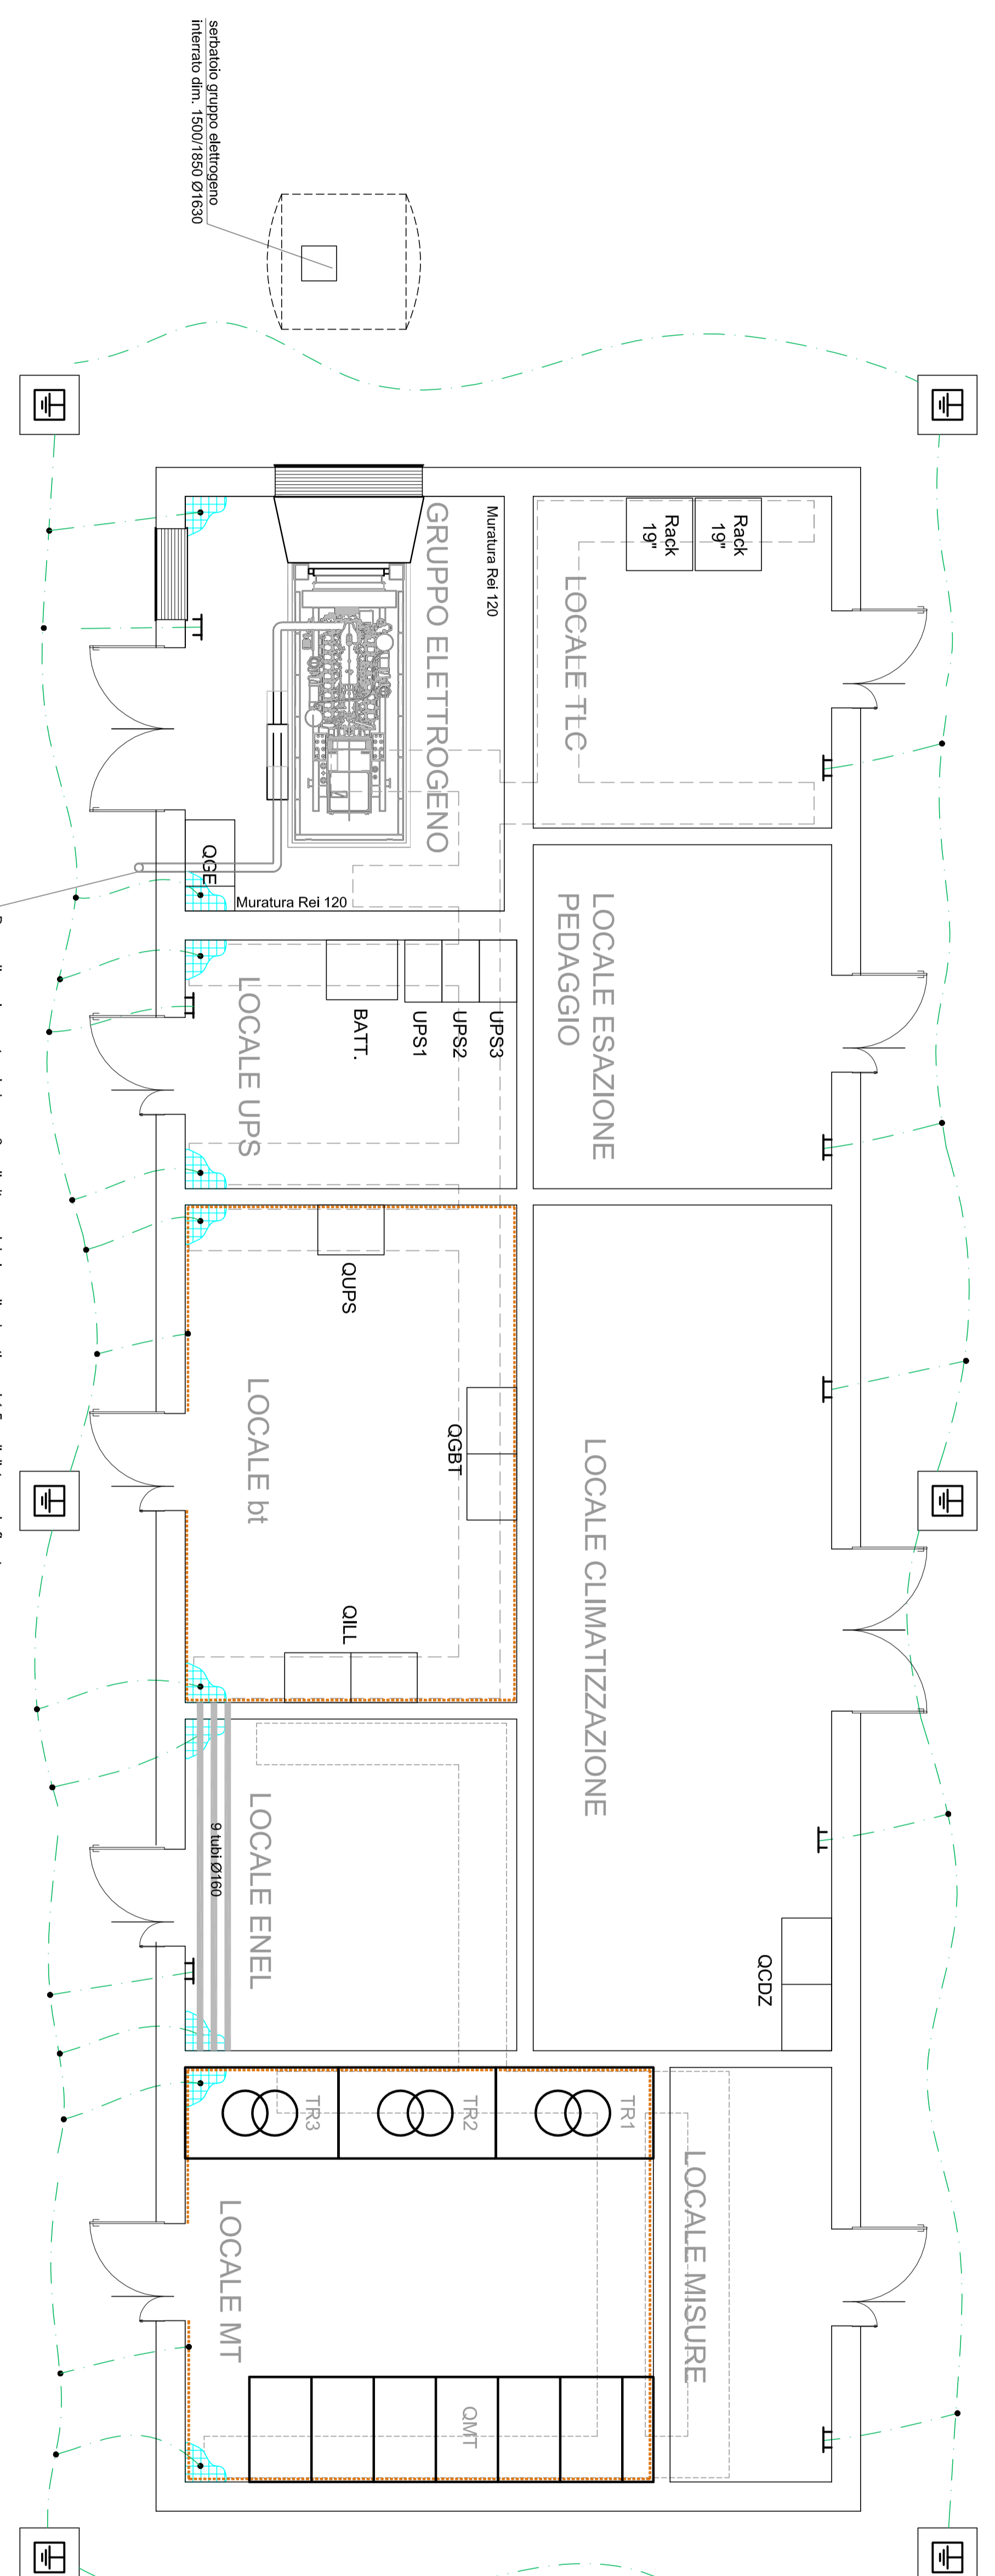 serbatoio gruppo elettrogeno
interrato dim. 1500/1850 Ø1630
GRUPPO ELETTROGENO
Muratura Rei 120
Rack
19"
Rack
19"
LOCALE TLC
QGE
Muratura Rei 120
LOCALE ESAZIONE
PEDAGGIO
UPS3
UPS2
UPS1
BATT.
LOCALE UPS
QUPS
QGBT
LOCALE bt
QILL
LOCALE CLIMATIZZAZIONE
9 tubi Ø160
LOCALE ENEL
QCDZ
TR1
TR2
TR3
LOCALE MISURE
LOCALE MT
QMT